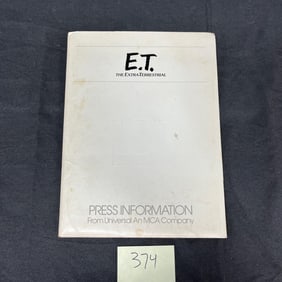 E.T.
THE EXTRA-TERRESTRIAL
PRESS INFORMATION
From Universal An MCA Company
374